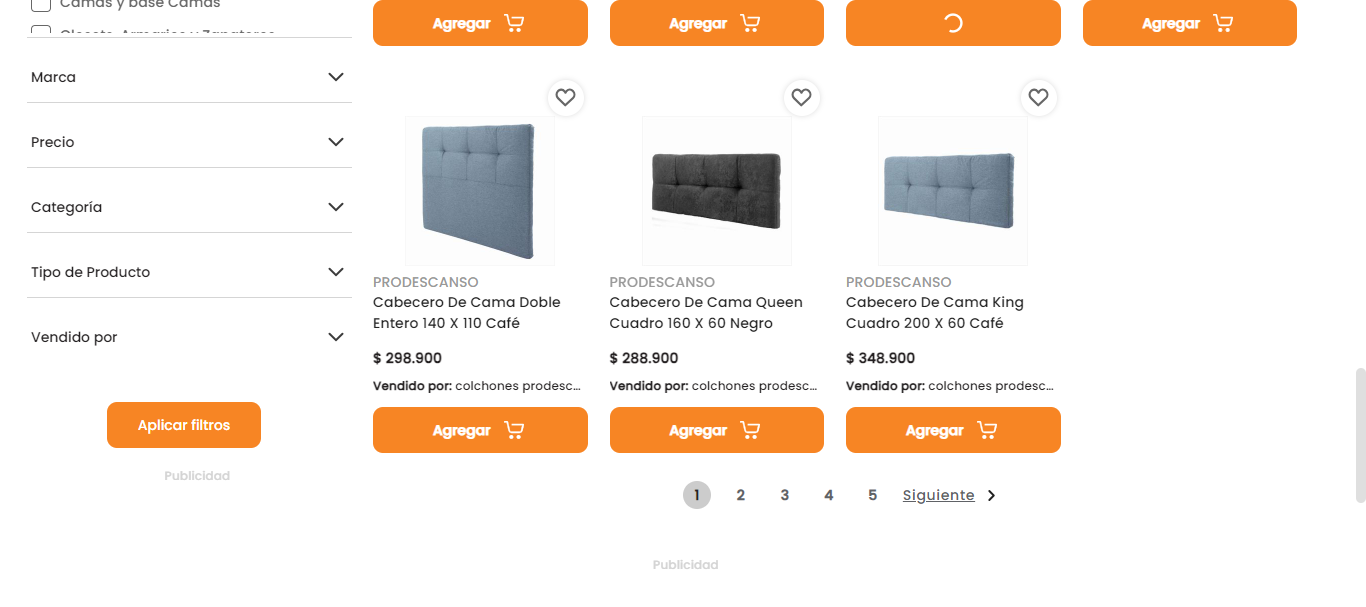 Camas y base Camas
Closets, Armarios y Zapateros
Marca
Precio
Categoría
Tipo de Producto
Vendido por
Aplicar filtros
Publicidad
Agregar
Agregar
Agregar
PRODESCANSO
Cabecero De Cama Doble
Entero 140 X 110 Café
$ 298.900
Vendido por: colchones prodesc...
Agregar
PRODESCANSO
Cabecero De Cama Queen
Cuadro 160 X 60 Negro
$ 288.900
Vendido por: colchones prodesc...
Agregar
PRODESCANSO
Cabecero De Cama King
Cuadro 200 X 60 Café
$ 348.900
Vendido por: colchones prodesc...
Agregar
1 2 3 4 5 Siguiente
Publicidad